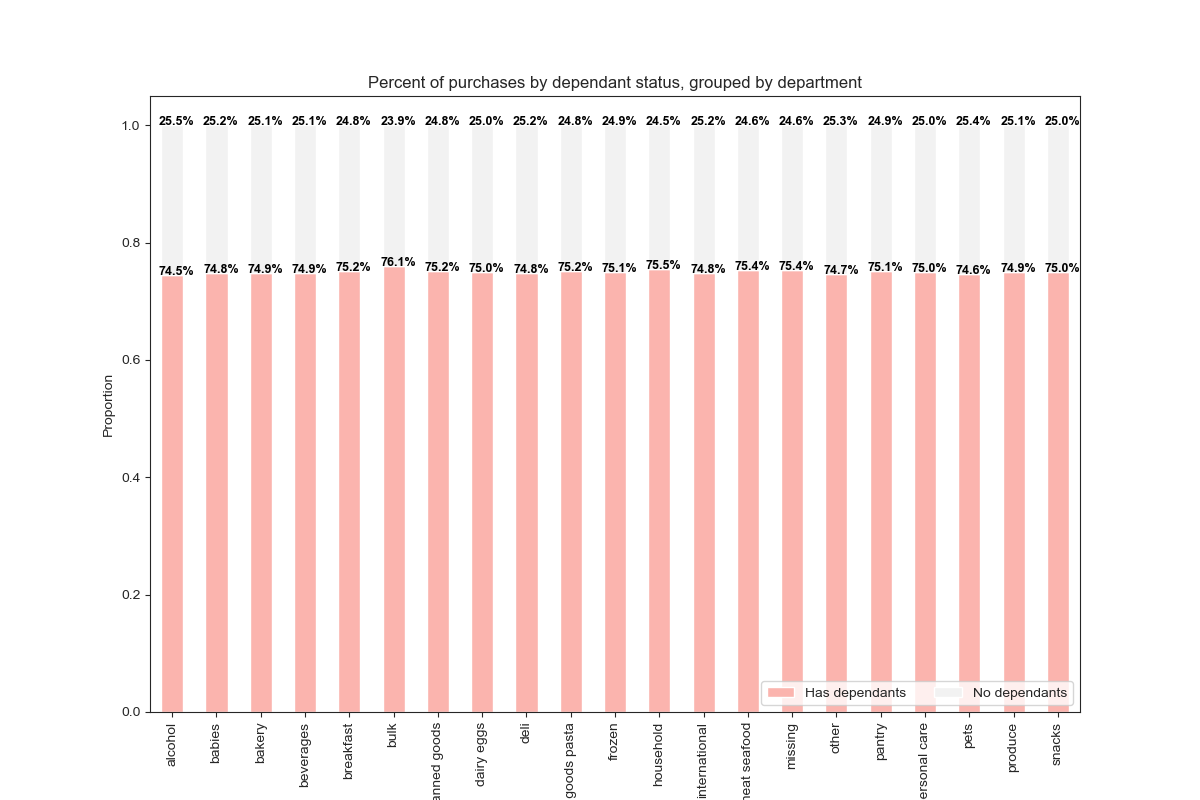 Percent of purchases by dependant status, grouped by department
25.5% 25.2% 25.1% 25.1% 24.8% 23.9% 24.8% 25.0% 25.2% 24.8% 24.9% 24.5% 25.2% 24.6% 24.6% 25.3% 24.9% 25.0% 25.4% 25.1% 25.0%
74.5% 74.8% 74.9% 74.9% 75.2% 76.1% 75.2% 75.0% 74.8% 75.2% 75.1% 75.5% 74.8% 75.4% 75.4% 74.7% 75.1% 75.0% 74.6% 74.9% 75.0%
1.0
0.8
0.6
0.4
0.2
0.0
Proportion
Has dependants
No dependants
alcohol
babies
bakery
beverages
breakfast
bulk
anned goods
dairy eggs
deli
goods pasta
frozen
household
international
neat seafood
missing
other
pantry
ersonal care
pets
produce
snacks